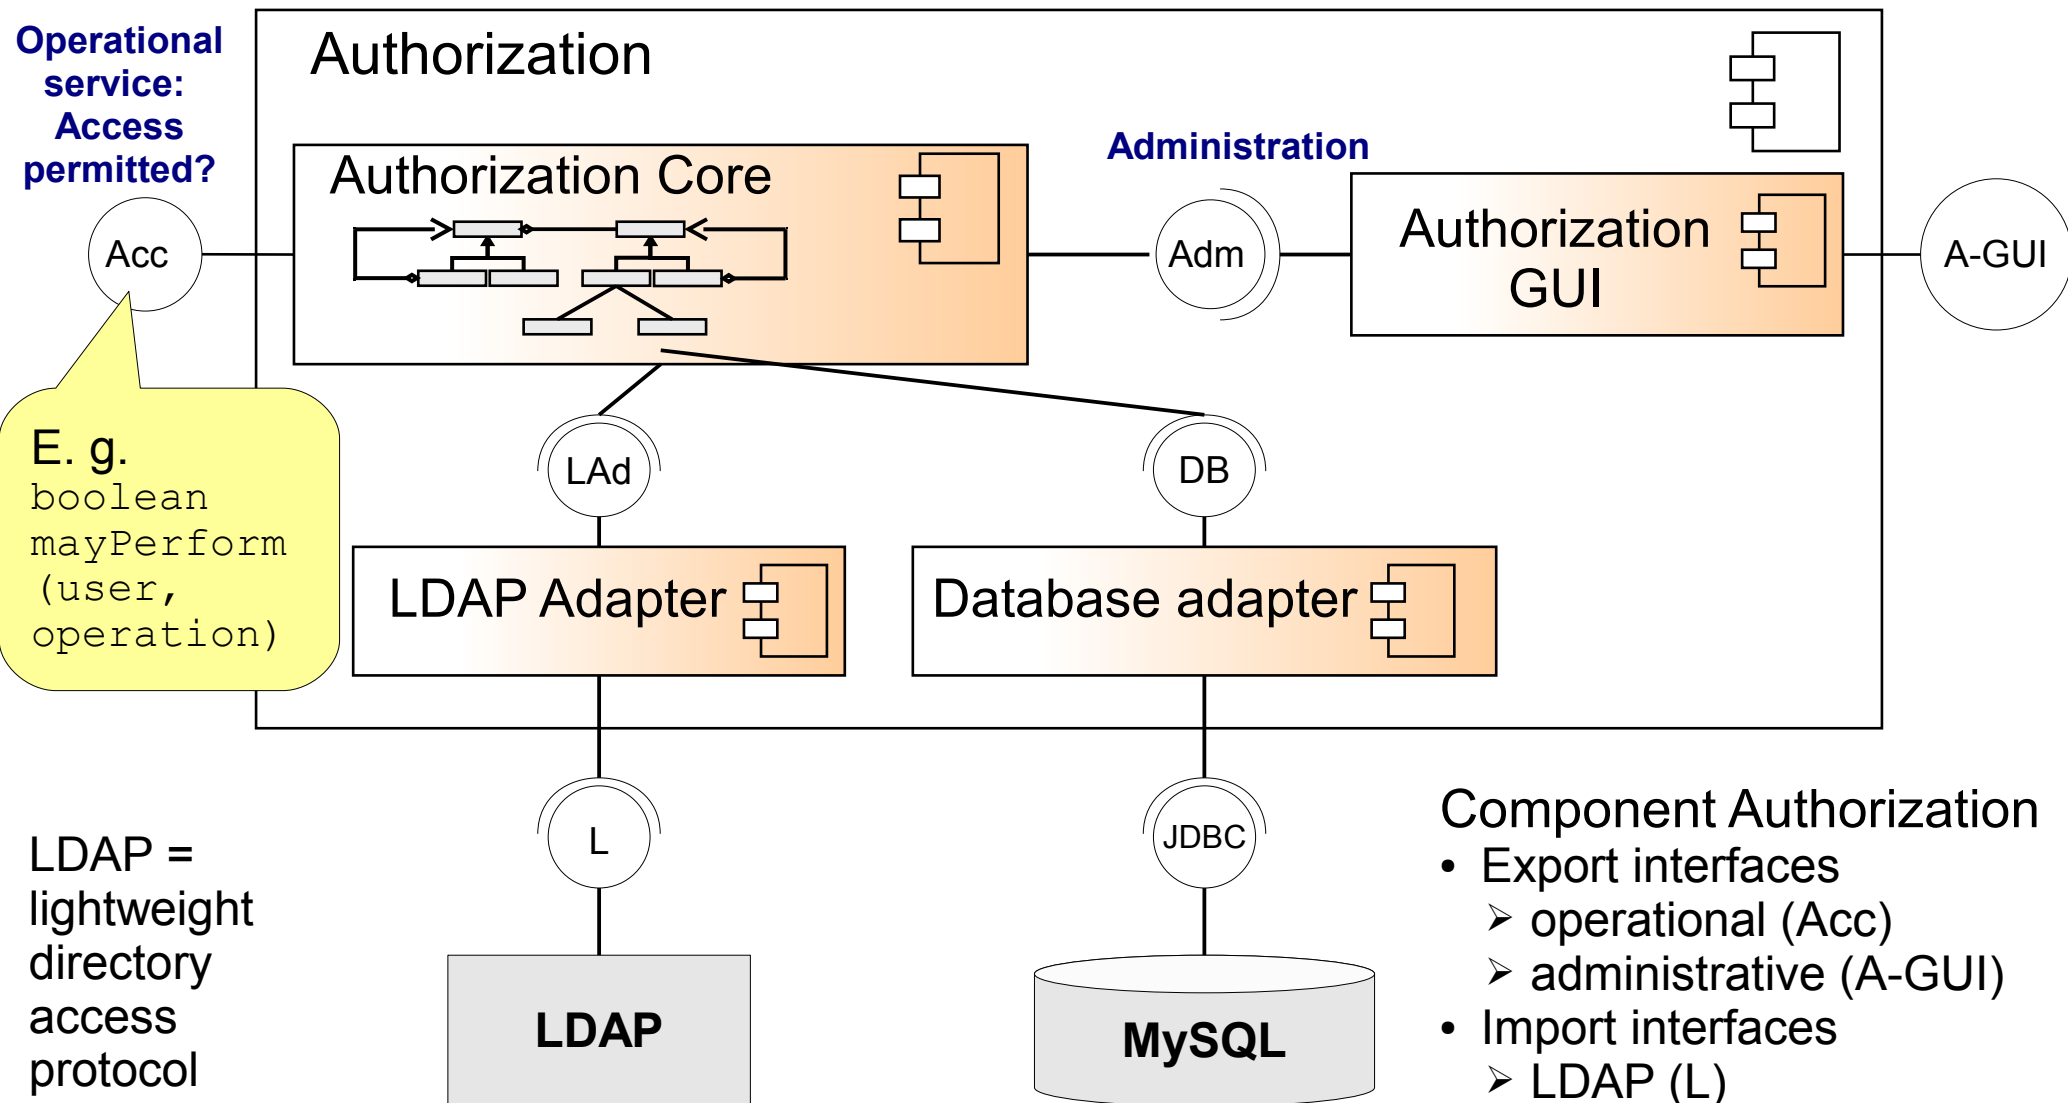 Operational
service:
Access
permitted?
Authorization
Authorization Core
Administration
Acc
Adm
Authorization
GUI
A-GUI
E. g.
boolean
mayPerform
(user,
operation)
LAd
DB
LDAP Adapter
Database adapter
L
JDBC
LDAP =
lightweight
directory
access
protocol
LDAP
MySQL
Component Authorization
• Export interfaces
➢ operational (Acc)
➢ administrative (A-GUI)
• Import interfaces
➢ LDAP (L)